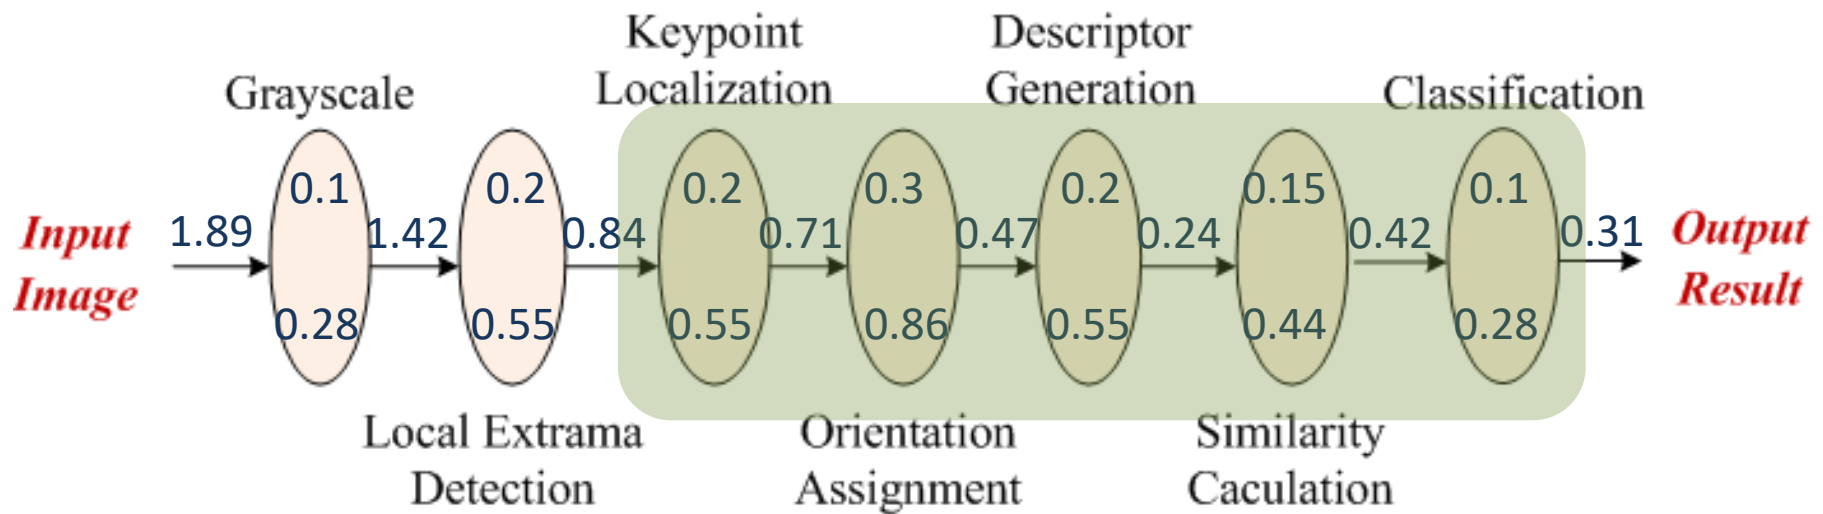 Keypoint
Localization
Descriptor
Generation
Grayscale
Classification
0.1
0.2
0.2
0.3
0.2
0.15
0.1
Input
Image
1.89
1.42
0.84
0.71
0.47
0.24
0.42
0.31
Output
Result
0.28
0.55
0.55
0.86
0.55
0.44
0.28
Local Extrama
Detection
Orientation
Assignment
Similarity
Caculation